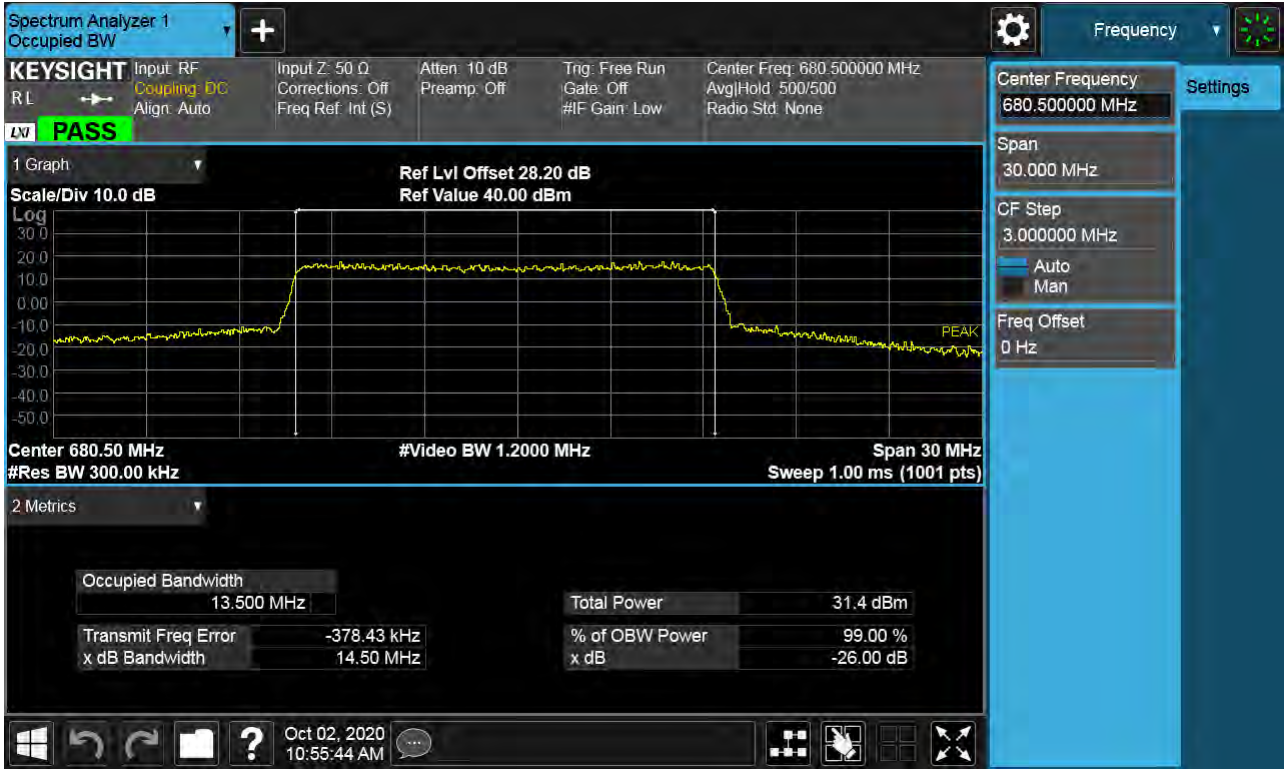 Spectrum Analyzer 1
Occupied BW
+
Frequency
KEYSIGHT
RL
LXI
PASS
Input: RF
Coupling: DC
Align: Auto
Input Z: 50 Ω
Corrections: Off
Freq Ref: Int (S)
Atten: 10 dB
Preamp: Off
Trig: Free Run
Gate: Off
#IF Gain: Low
Center Freq: 680.500000 MHz
Avg|Hold: 500/500
Radio Std: None
Center Frequency
680.500000 MHz
Settings
Span
30.000 MHz
CF Step
3.000000 MHz
Auto
Man
Freq Offset
0 Hz
1 Graph
Scale/Div 10.0 dB
Ref Lvl Offset 28.20 dB
Ref Value 40.00 dBm
Log
30.0
20.0
10.0
0.00
-10.0
-20.0
-30.0
-40.0
-50.0
PEAK
Center 680.50 MHz
#Video BW 1.2000 MHz
Span 30 MHz
#Res BW 300.00 kHz
Sweep 1.00 ms (1001 pts)
2 Metrics
Occupied Bandwidth
13.500 MHz
Total Power 31.4 dBm
Transmit Freq Error -378.43 kHz
% of OBW Power 99.00 %
x dB Bandwidth 14.50 MHz
x dB -26.00 dB
?
Oct 02, 2020
10:55:44 AM